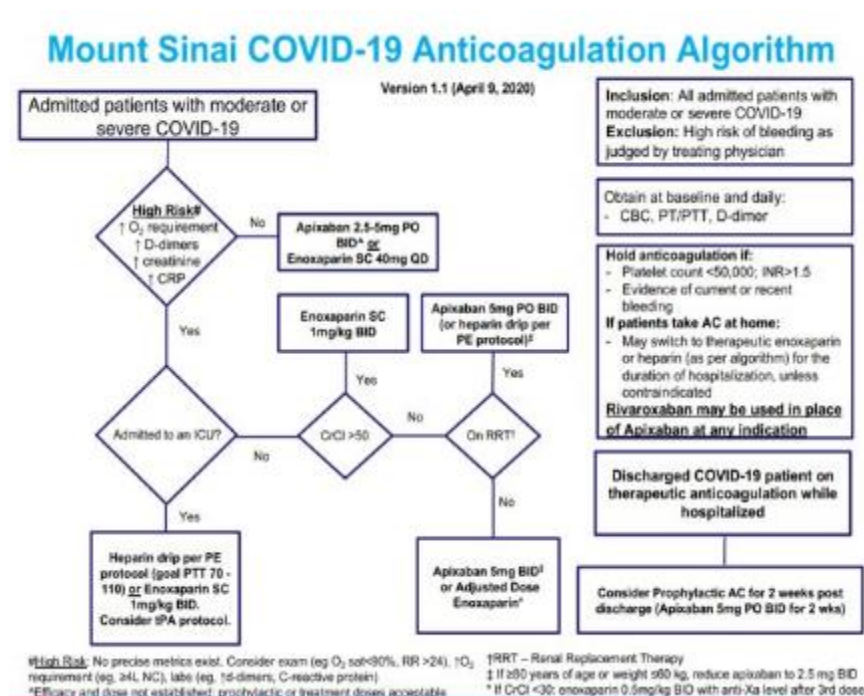 Mount Sinai COVID-19 Anticoagulation Algorithm
Version 1.1 (April 9, 2020)
Admitted patients with moderate or
severe COVID-19
High Risk#
↑ O₂ requirement
↑ D-dimers
↑ creatinine
↑ CRP
No
Apixaban 2.5-5mg PO
BID^ or
Enoxaparin SC 40mg QD
Yes
Admitted to an ICU?
No
Enoxaparin SC
1mg/kg BID
Yes
CrCl >50
No
Apixaban 5mg PO BID
(or heparin drip per
PE protocol)‡
Yes
On RRT†
No
Yes
Heparin drip per PE
protocol (goal PTT 70 -
110) or Enoxaparin SC
1mg/kg BID.
Consider tPA protocol.
Apixaban 5mg BID‡
or Adjusted Dose
Enoxaparin*
Inclusion: All admitted patients with
moderate or severe COVID-19
Exclusion: High risk of bleeding as
judged by treating physician
Obtain at baseline and daily:
- CBC, PT/PTT, D-dimer
Hold anticoagulation if:
- Platelet count <50,000; INR>1.5
- Evidence of current or recent
bleeding
If patients take AC at home:
- May switch to therapeutic enoxaparin
or heparin (as per algorithm) for the
duration of hospitalization, unless
contraindicated
Rivaroxaban may be used in place
of Apixaban at any indication
Discharged COVID-19 patient on
therapeutic anticoagulation while
hospitalized
Consider Prophylactic AC for 2 weeks post
discharge (Apixaban 5mg PO BID for 2 wks)
#High Risk: No precise metrics exist. Consider exam (eg O₂ sat<90%, RR >24), ↑O₂
requirement (eg, ≥4L NC), labs (eg, ↑d-dimers, C-reactive protein)
^Efficacy and dose not established; prophylactic or treatment doses acceptable
†RRT – Renal Replacement Therapy
‡ If ≥80 years of age or weight ≤60 kg, reduce apixaban to 2.5 mg BID
* If CrCl <30: enoxaparin 0.5mg/kg BID with anti-Xa level after 3rd dose